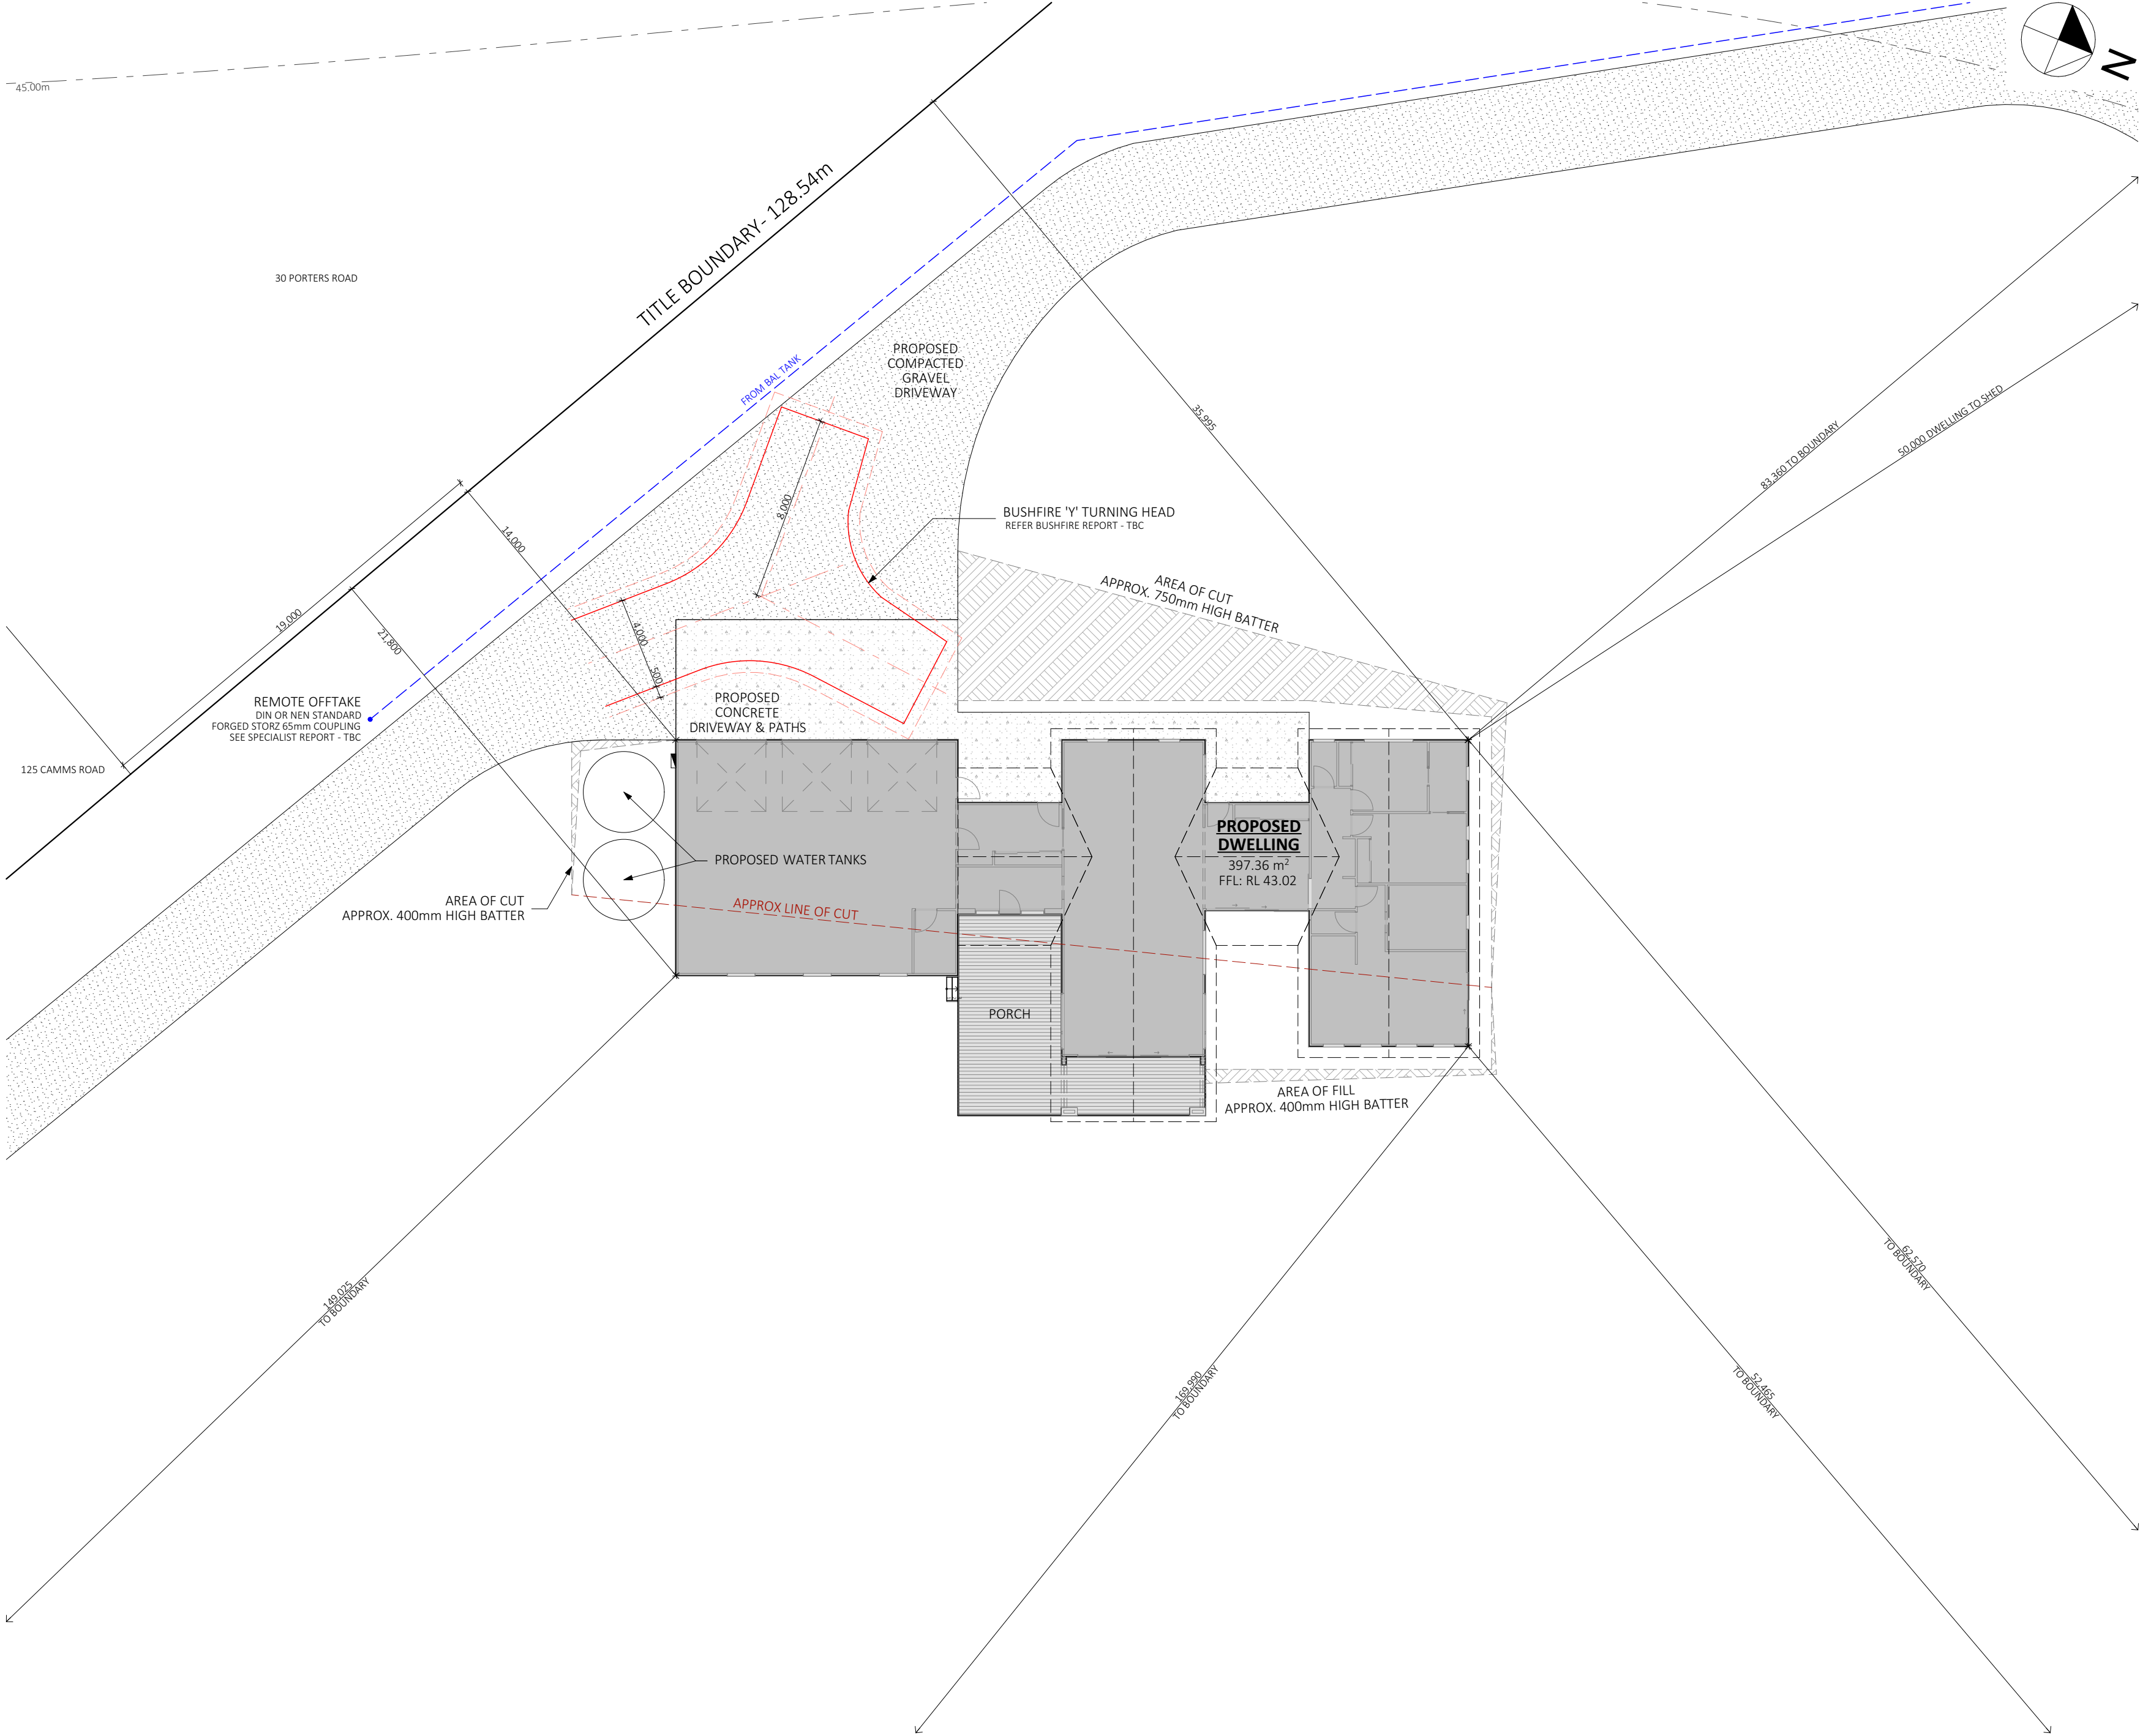 45.00m
N
TITLE BOUNDARY - 128.54m
30 PORTERS ROAD
PROPOSED
COMPACTED
GRAVEL
DRIVEWAY
FROM BAL TANK
35,995
83,360 TO BOUNDARY
50,000 DWELLING TO SHED
8,000
14,000
BUSHFIRE 'Y' TURNING HEAD
REFER BUSHFIRE REPORT - TBC
AREA OF CUT
APPROX. 750mm HIGH BATTER
19,000
21,800
4,000
500
REMOTE OFFTAKE
DIN OR NEN STANDARD
FORGED STORZ 65mm COUPLING
SEE SPECIALIST REPORT - TBC
PROPOSED
CONCRETE
DRIVEWAY & PATHS
125 CAMMS ROAD
PROPOSED
DWELLING
397.36 m²
FFL: RL 43.02
PROPOSED WATER TANKS
AREA OF CUT
APPROX. 400mm HIGH BATTER
APPROX LINE OF CUT
PORCH
AREA OF FILL
APPROX. 400mm HIGH BATTER
149,025
TO BOUNDARY
169,990
TO BOUNDARY
62,570
TO BOUNDARY
52,465
TO BOUNDARY